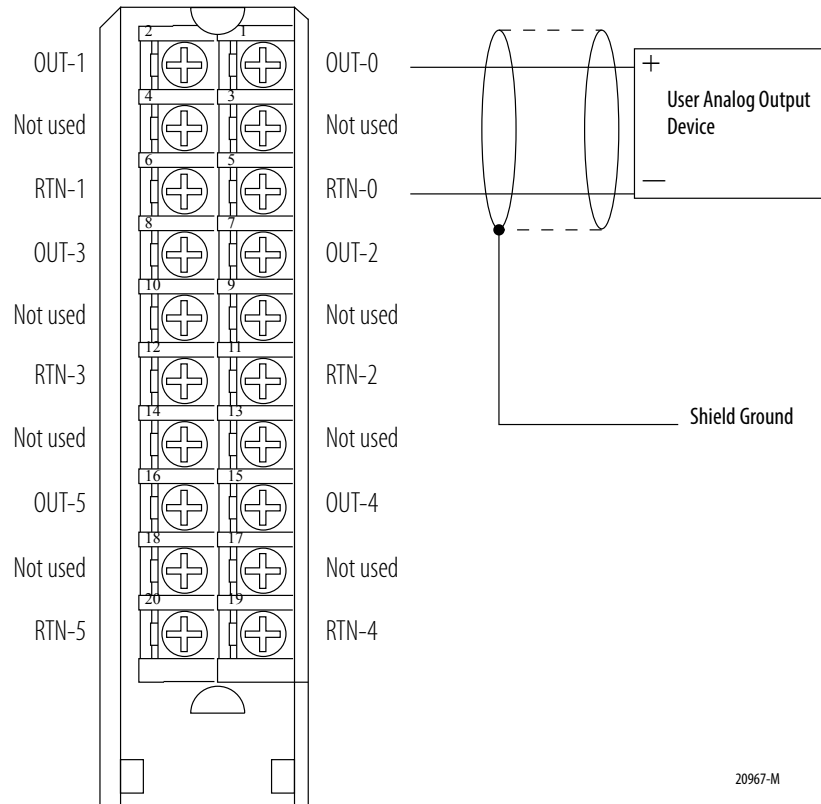 2 1
OUT-1 OUT-0 + User Analog Output
Device
4 3
Not used Not used
6 5
RTN-1 RTN-0 —
8 7
OUT-3 OUT-2
10 9
Not used Not used
12 11
RTN-3 RTN-2
14 13
Not used Not used
Shield Ground
16 15
OUT-5 OUT-4
18 17
Not used Not used
20 19
RTN-5 RTN-4
20967-M